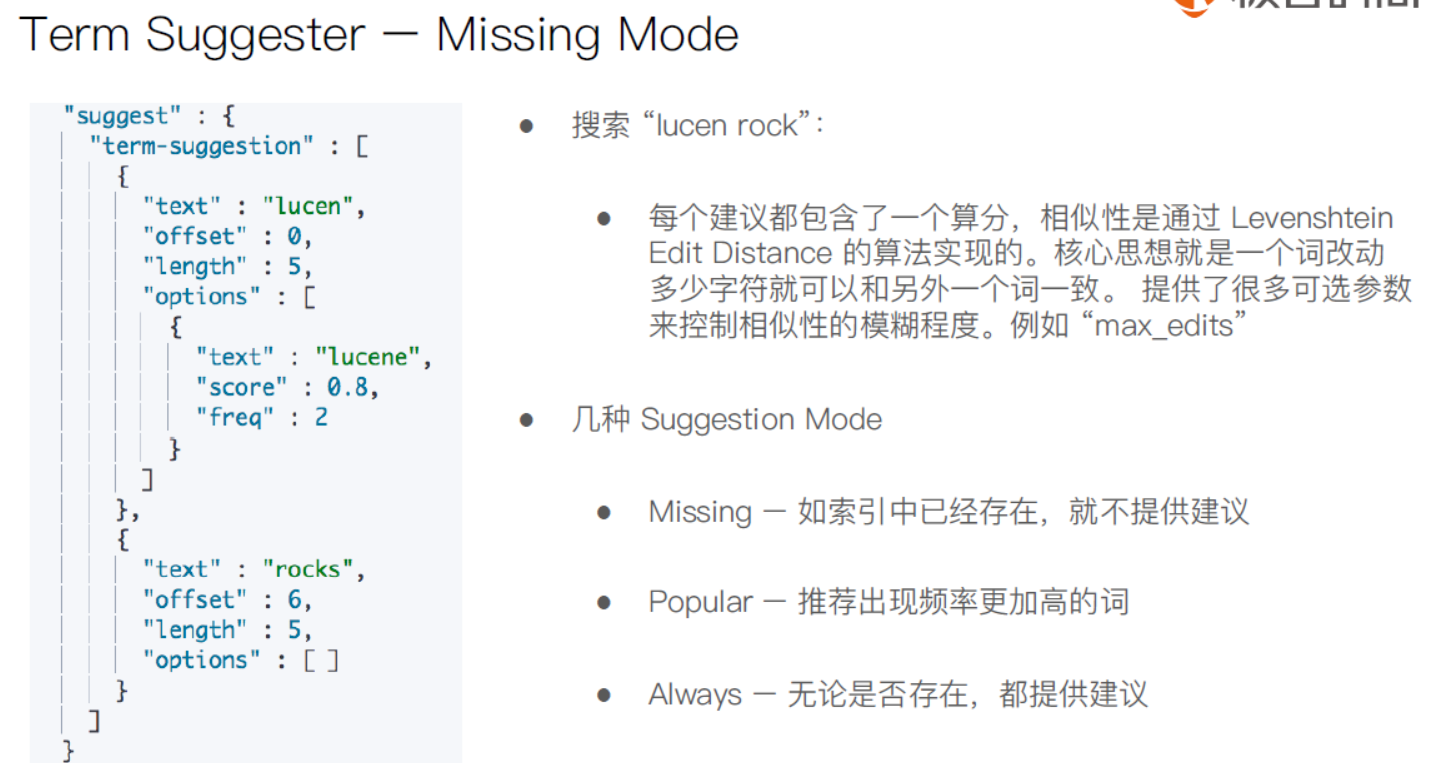 Term Suggester — Missing Mode
"suggest" : {
"term-suggestion" : [
{
"text" : "lucen",
"offset" : 0,
"length" : 5,
"options" : [
{
"text" : "lucene",
"score" : 0.8,
"freq" : 2
}
]
},
{
"text" : "rocks",
"offset" : 6,
"length" : 5,
"options" : [ ]
}
]
}
● 搜索 “lucen rock”：
● 每个建议都包含了一个算分，相似性是通过 Levenshtein
Edit Distance 的算法实现的。核心思想就是一个词改动
多少字符就可以和另外一个词一致。 提供了很多可选参数
来控制相似性的模糊程度。例如 “max_edits”
● 几种 Suggestion Mode
● Missing — 如索引中已经存在，就不提供建议
● Popular — 推荐出现频率更加高的词
● Always — 无论是否存在，都提供建议